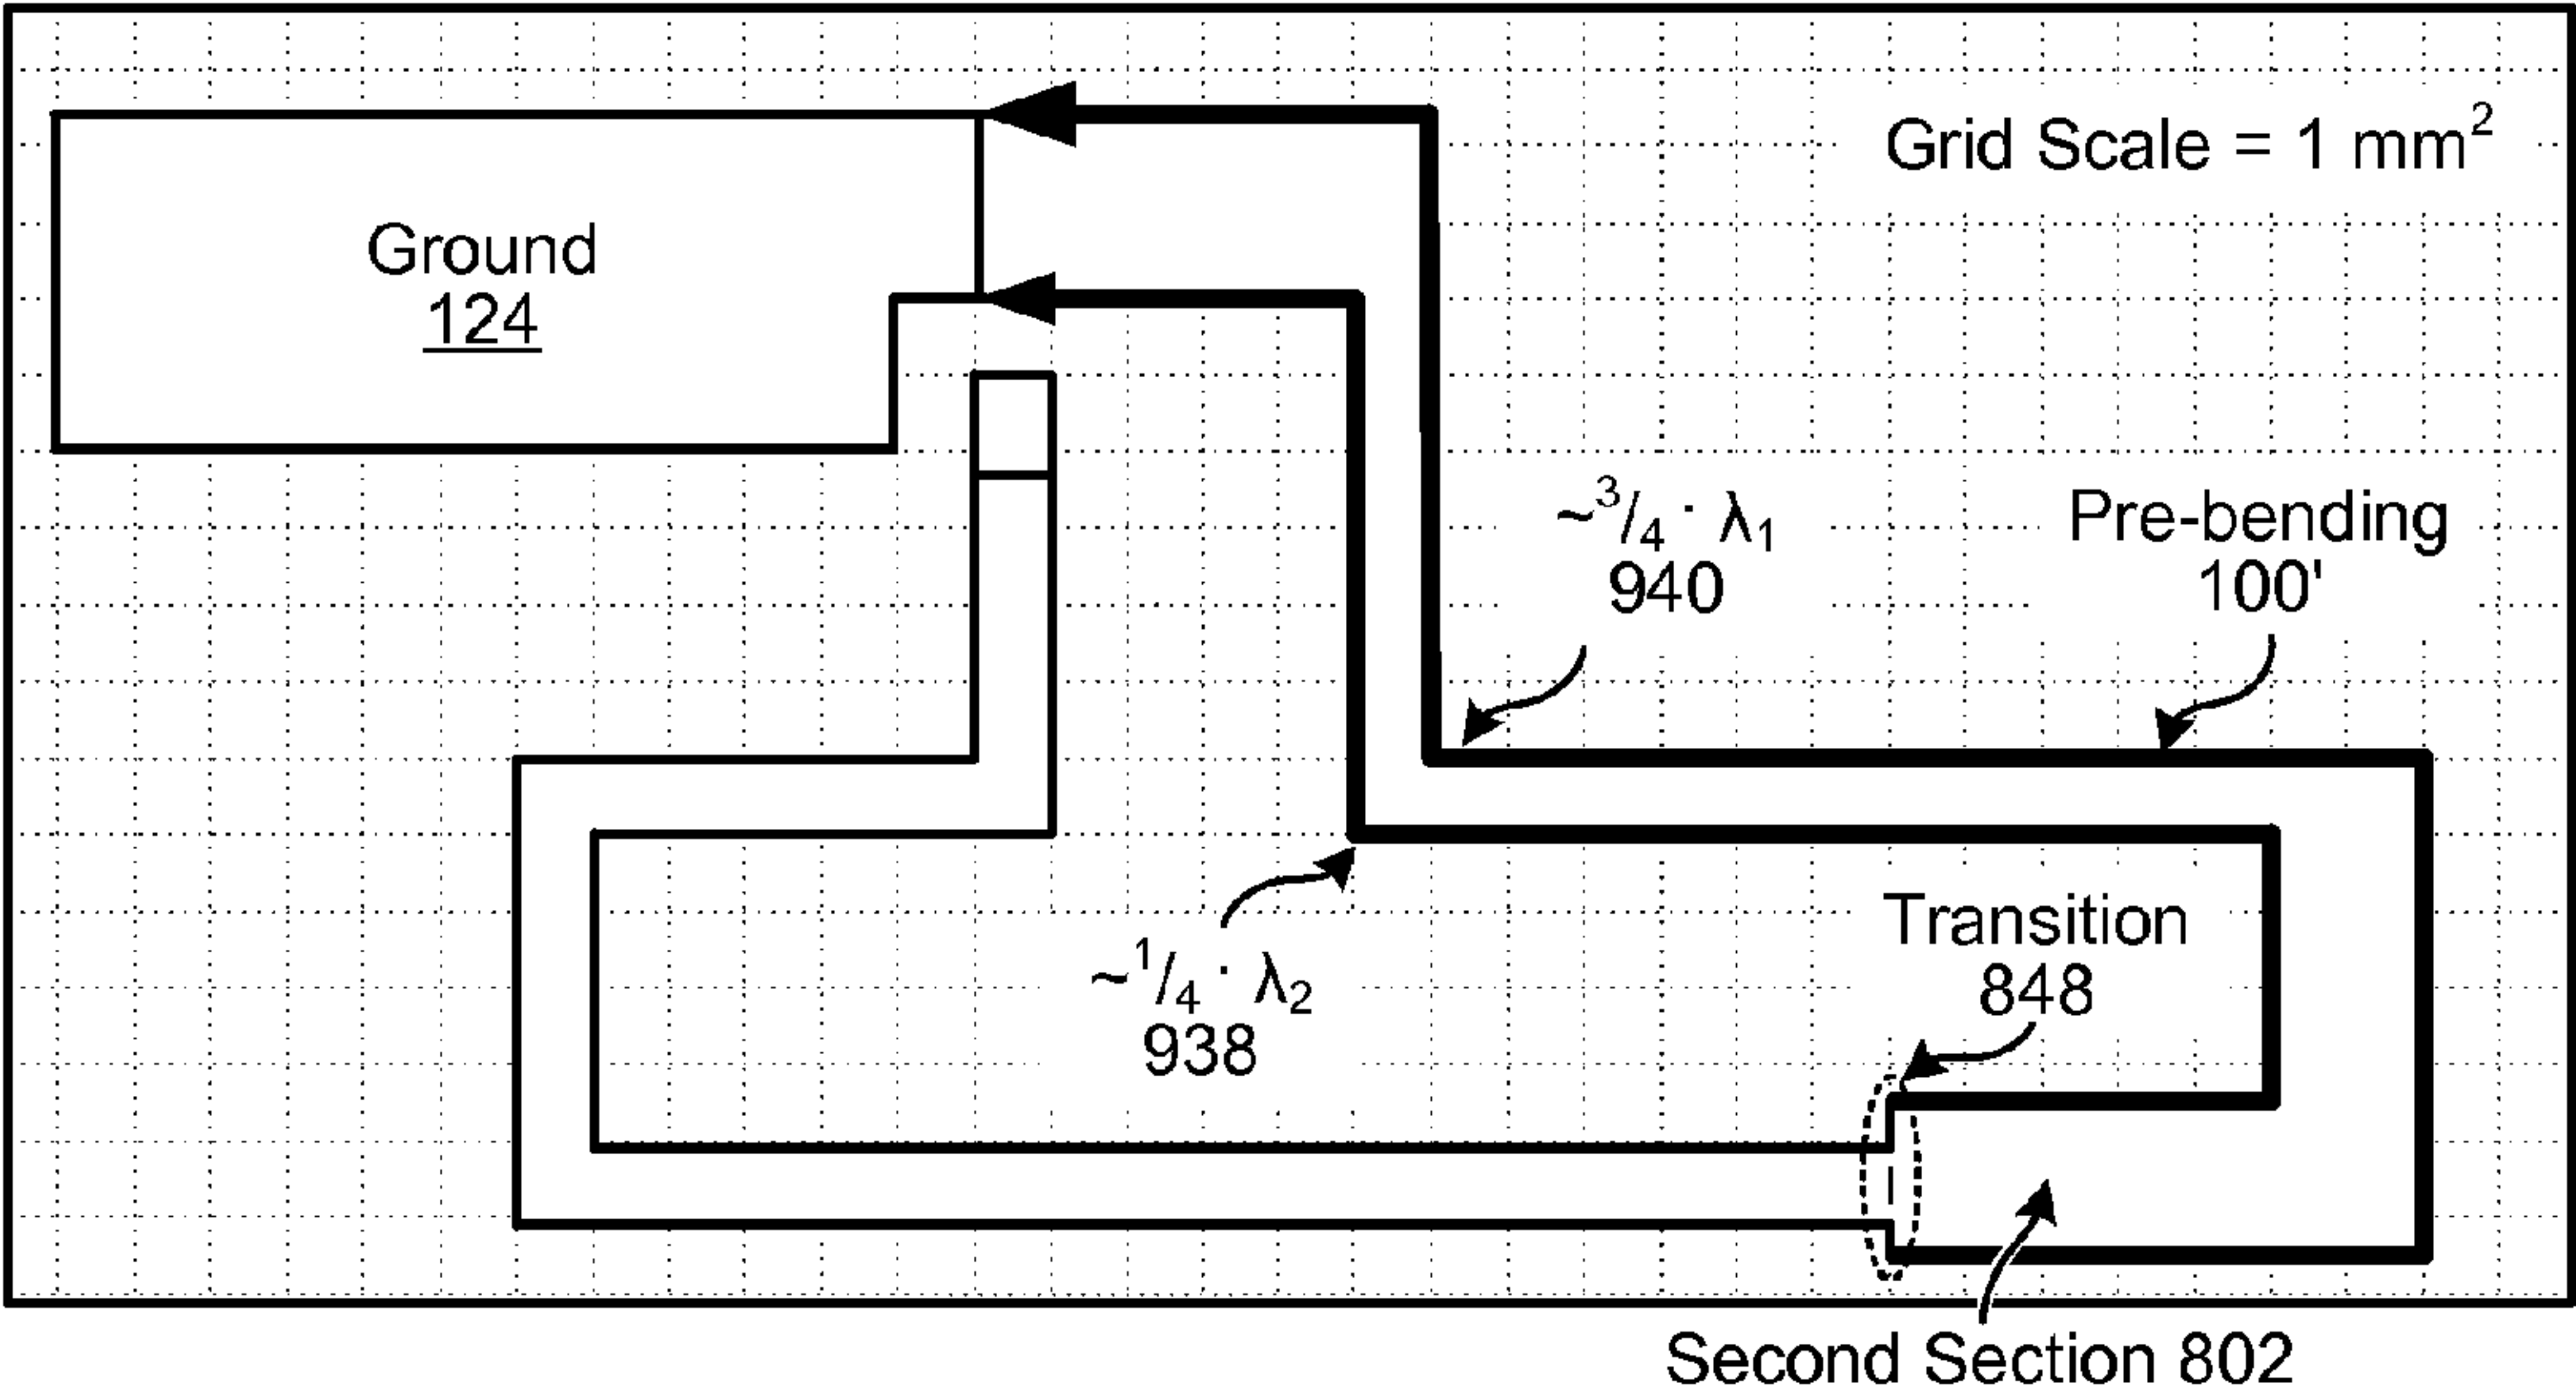 Grid Scale = 1 mm²
Ground
124
~³/₄ · λ₁
940
Pre-bending
100'
~¹/₄ · λ₂
938
Transition
848
Second Section 802